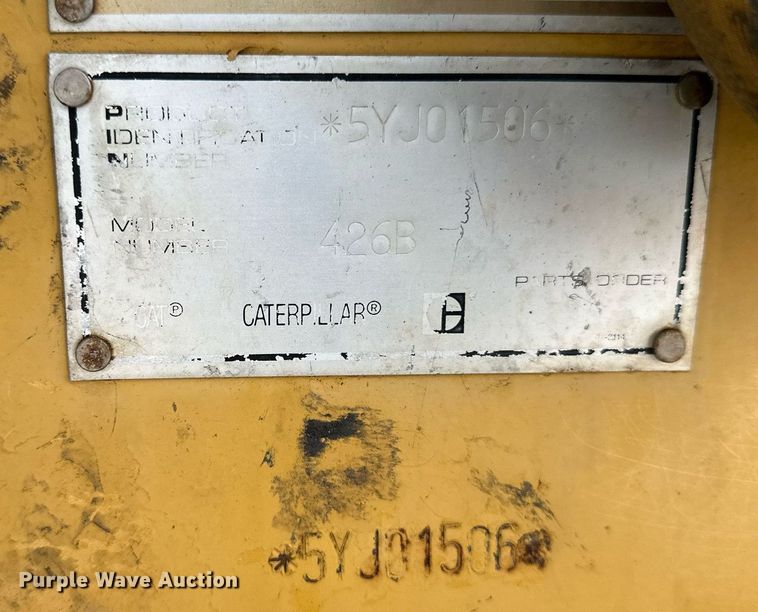 PRODUCT
IDENTIFICATION *5YJ01506*
NUMBER
MODEL
NUMBER 426B
PARTS ORDER
CAT® CATERPILLAR®
*5YJ01506*
Purple Wave Auction